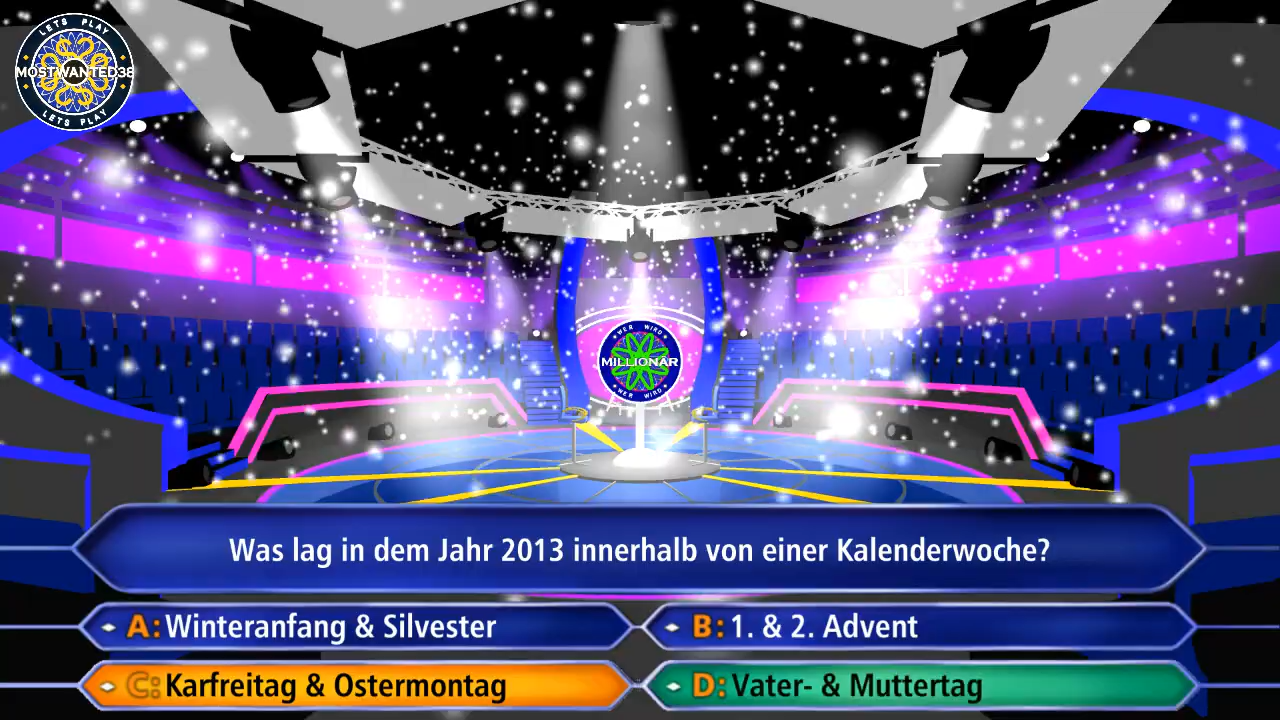 LETS PLAY
MOSTWANTED38
LETS PLAY
WER WIRD
MILLIONÄR
WER WIRD
Was lag in dem Jahr 2013 innerhalb von einer Kalenderwoche?
A: Winteranfang & Silvester
B: 1. & 2. Advent
C: Karfreitag & Ostermontag
D: Vater- & Muttertag